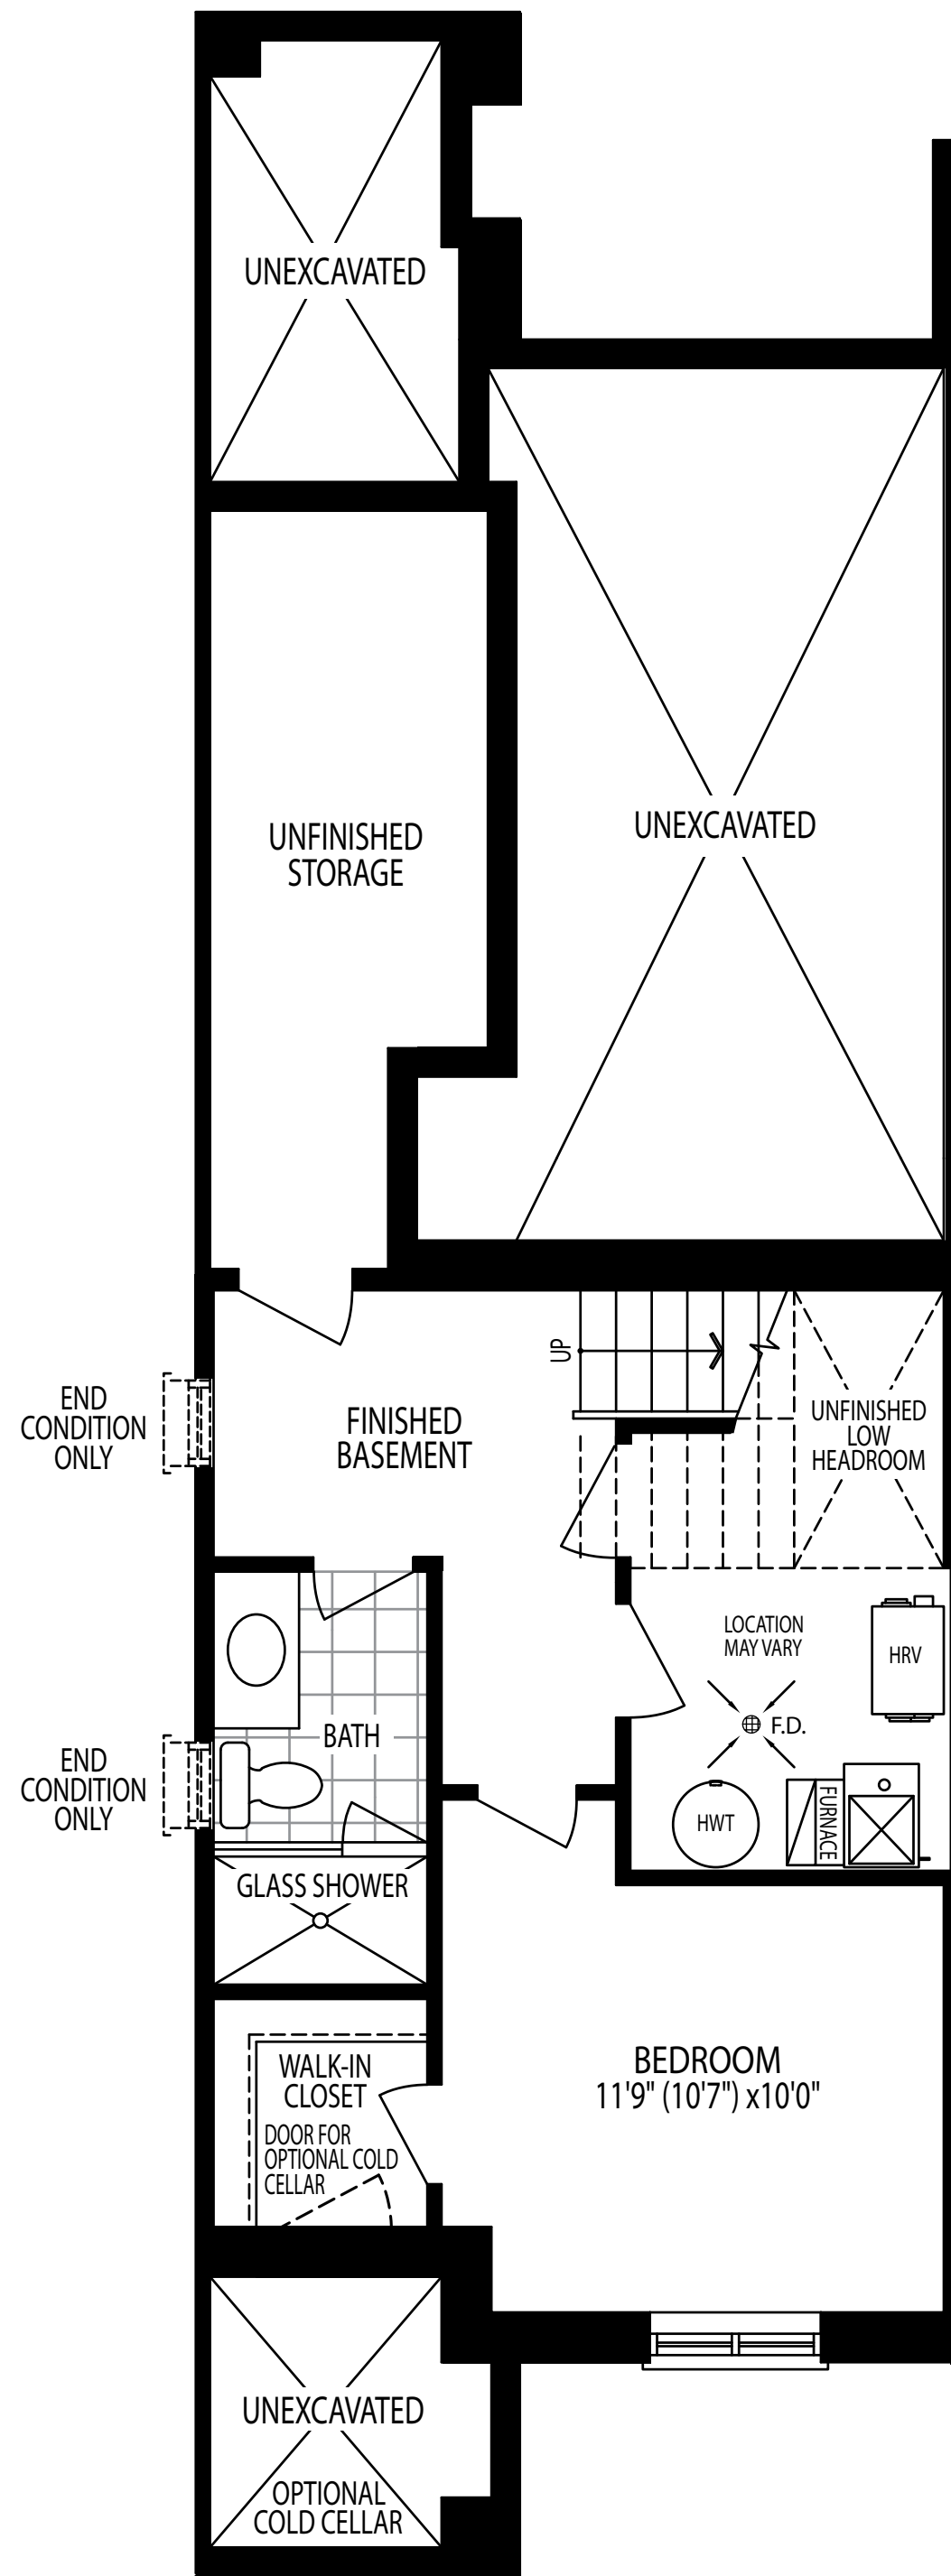 UNEXCAVATED
UNEXCAVATED
UNFINISHED
STORAGE
UP
END
CONDITION
ONLY
FINISHED
BASEMENT
UNFINISHED
LOW
HEADROOM
LOCATION
MAY VARY
HRV
F.D.
BATH
END
CONDITION
ONLY
HWT
FURNACE
GLASS SHOWER
WALK-IN
CLOSET
DOOR FOR
OPTIONAL COLD
CELLAR
BEDROOM
11'9" (10'7") x10'0"
UNEXCAVATED
OPTIONAL
COLD CELLAR